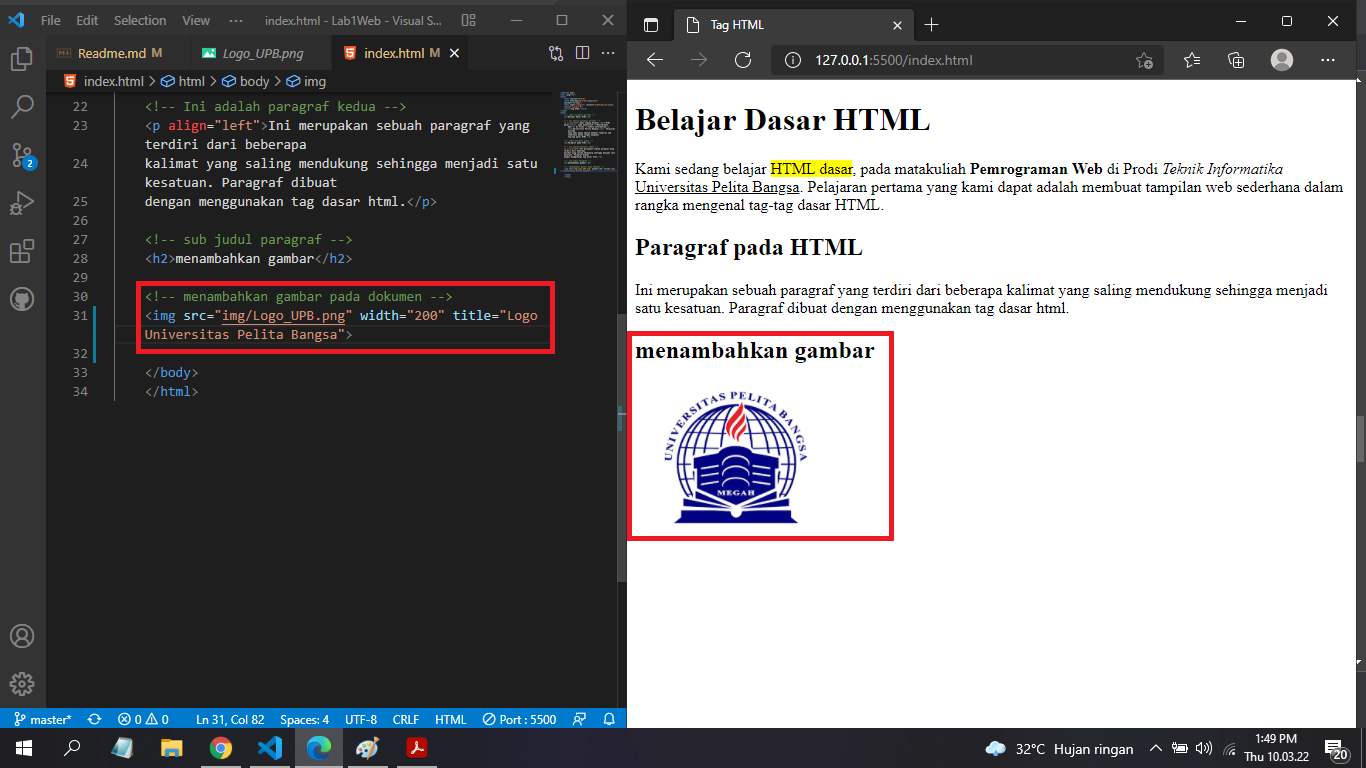 File Edit Selection View ··· index.html - Lab1Web - Visual S...
Readme.md M Logo_UPB.png index.html M
index.html > html > body > img
22 <!-- Ini adalah paragraf kedua -->
23 <p align="left">Ini merupakan sebuah paragraf yang
terdiri dari beberapa
24 kalimat yang saling mendukung sehingga menjadi satu
kesatuan. Paragraf dibuat
25 dengan menggunakan tag dasar html.</p>
26
27 <!-- sub judul paragraf -->
28 <h2>menambahkan gambar</h2>
29
30 <!-- menambahkan gambar pada dokumen -->
31 <img src="img/Logo_UPB.png" width="200" title="Logo
Universitas Pelita Bangsa">
32
33 </body>
34 </html>
2
master* 0 0 Ln 31, Col 82 Spaces: 4 UTF-8 CRLF HTML Port : 5500
Tag HTML
127.0.0.1:5500/index.html
Belajar Dasar HTML
Kami sedang belajar HTML dasar, pada matakuliah Pemrograman Web di Prodi Teknik Informatika
Universitas Pelita Bangsa. Pelajaran pertama yang kami dapat adalah membuat tampilan web sederhana dalam
rangka mengenal tag-tag dasar HTML.
Paragraf pada HTML
Ini merupakan sebuah paragraf yang terdiri dari beberapa kalimat yang saling mendukung sehingga menjadi
satu kesatuan. Paragraf dibuat dengan menggunakan tag dasar html.
menambahkan gambar
UNIVERSITAS PELITA BANGSA
MEGAH
32°C Hujan ringan
1:49 PM
Thu 10.03.22
20